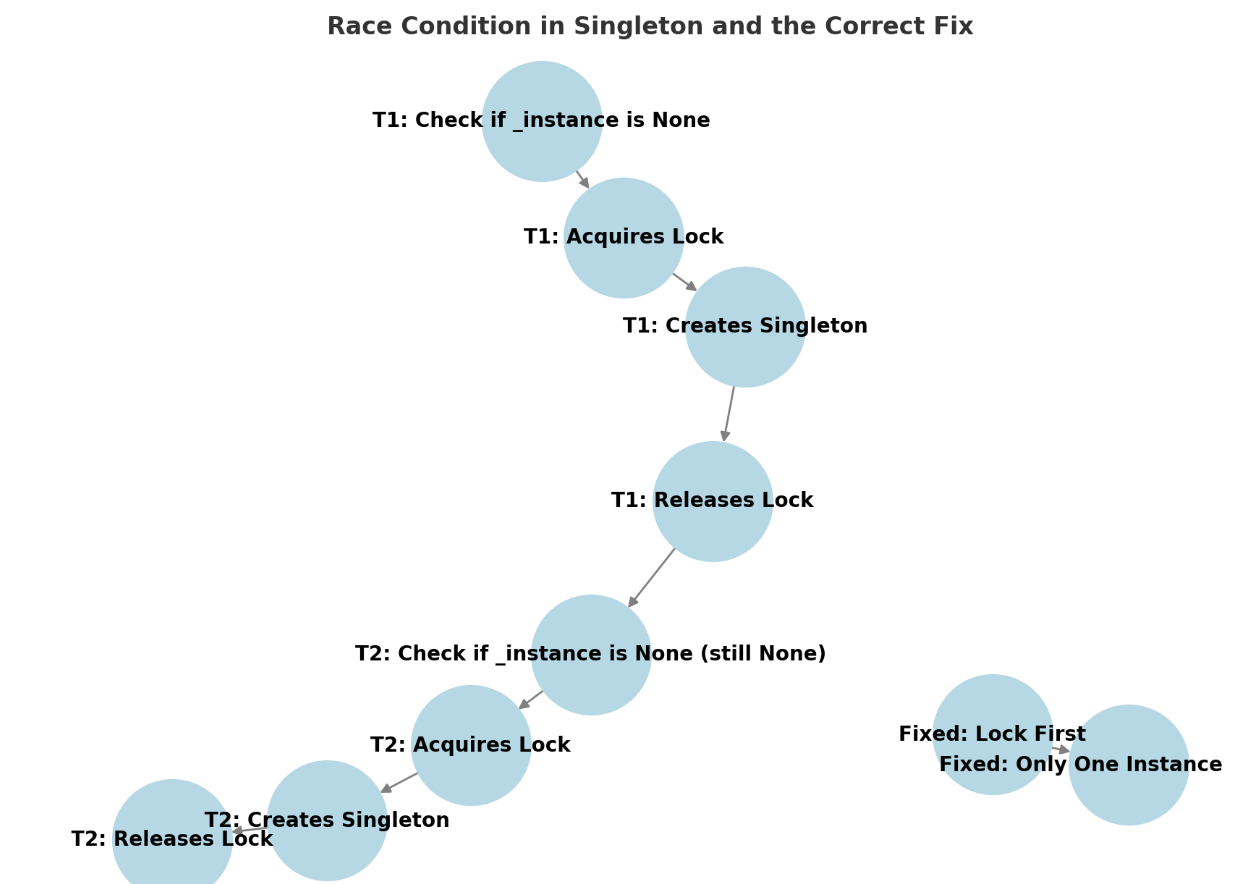 Race Condition in Singleton and the Correct Fix
T1: Check if _instance is None
T1: Acquires Lock
T1: Creates Singleton
T1: Releases Lock
T2: Check if _instance is None (still None)
T2: Acquires Lock
T2: Creates Singleton
T2: Releases Lock
Fixed: Lock First
Fixed: Only One Instance